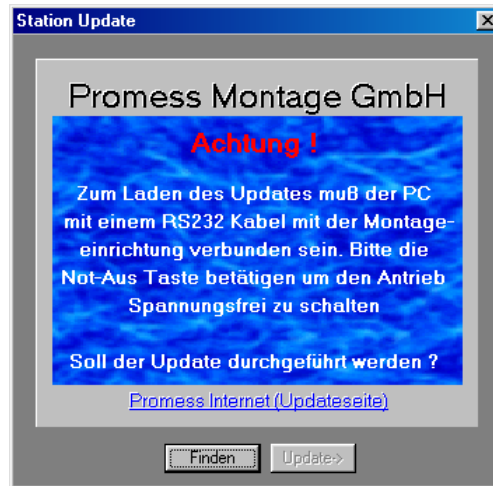 Station Update
Promess Montage GmbH
Achtung !
Zum Laden des Updates muß der PC
mit einem RS232 Kabel mit der Montage-
einrichtung verbunden sein. Bitte die
Not-Aus Taste betätigen um den Antrieb
Spannungsfrei zu schalten
Soll der Update durchgeführt werden ?
Promess Internet (Updateseite)
Finden Update->